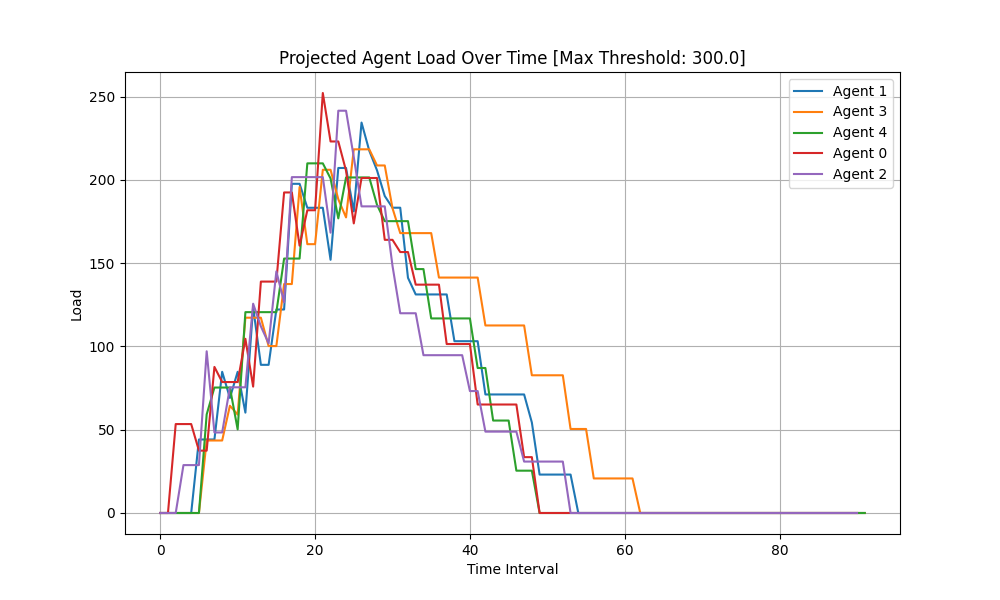 Projected Agent Load Over Time [Max Threshold: 300.0]
250
200
150
100
50
0
Load
0 20 40 60 80
Time Interval
Agent 1
Agent 3
Agent 4
Agent 0
Agent 2